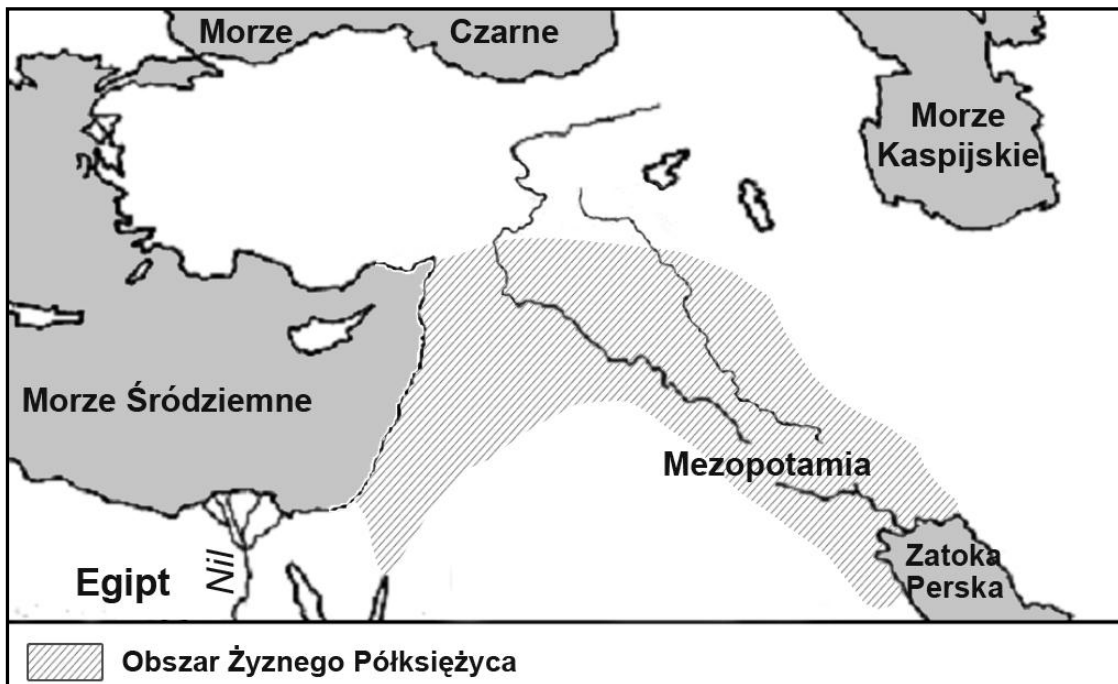 Morze Czarne
Morze
Kaspijskie
Morze Śródziemne
Mezopotamia
Egipt
Nil
Zatoka
Perska
Obszar Żyznego Półksiężyca